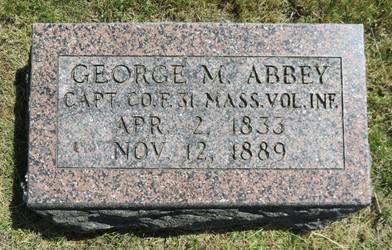 GEORGE M. ABBEY
CAPT. CO. F. 31. MASS. VOL. INF.
APR. 2, 1833
NOV. 12, 1889